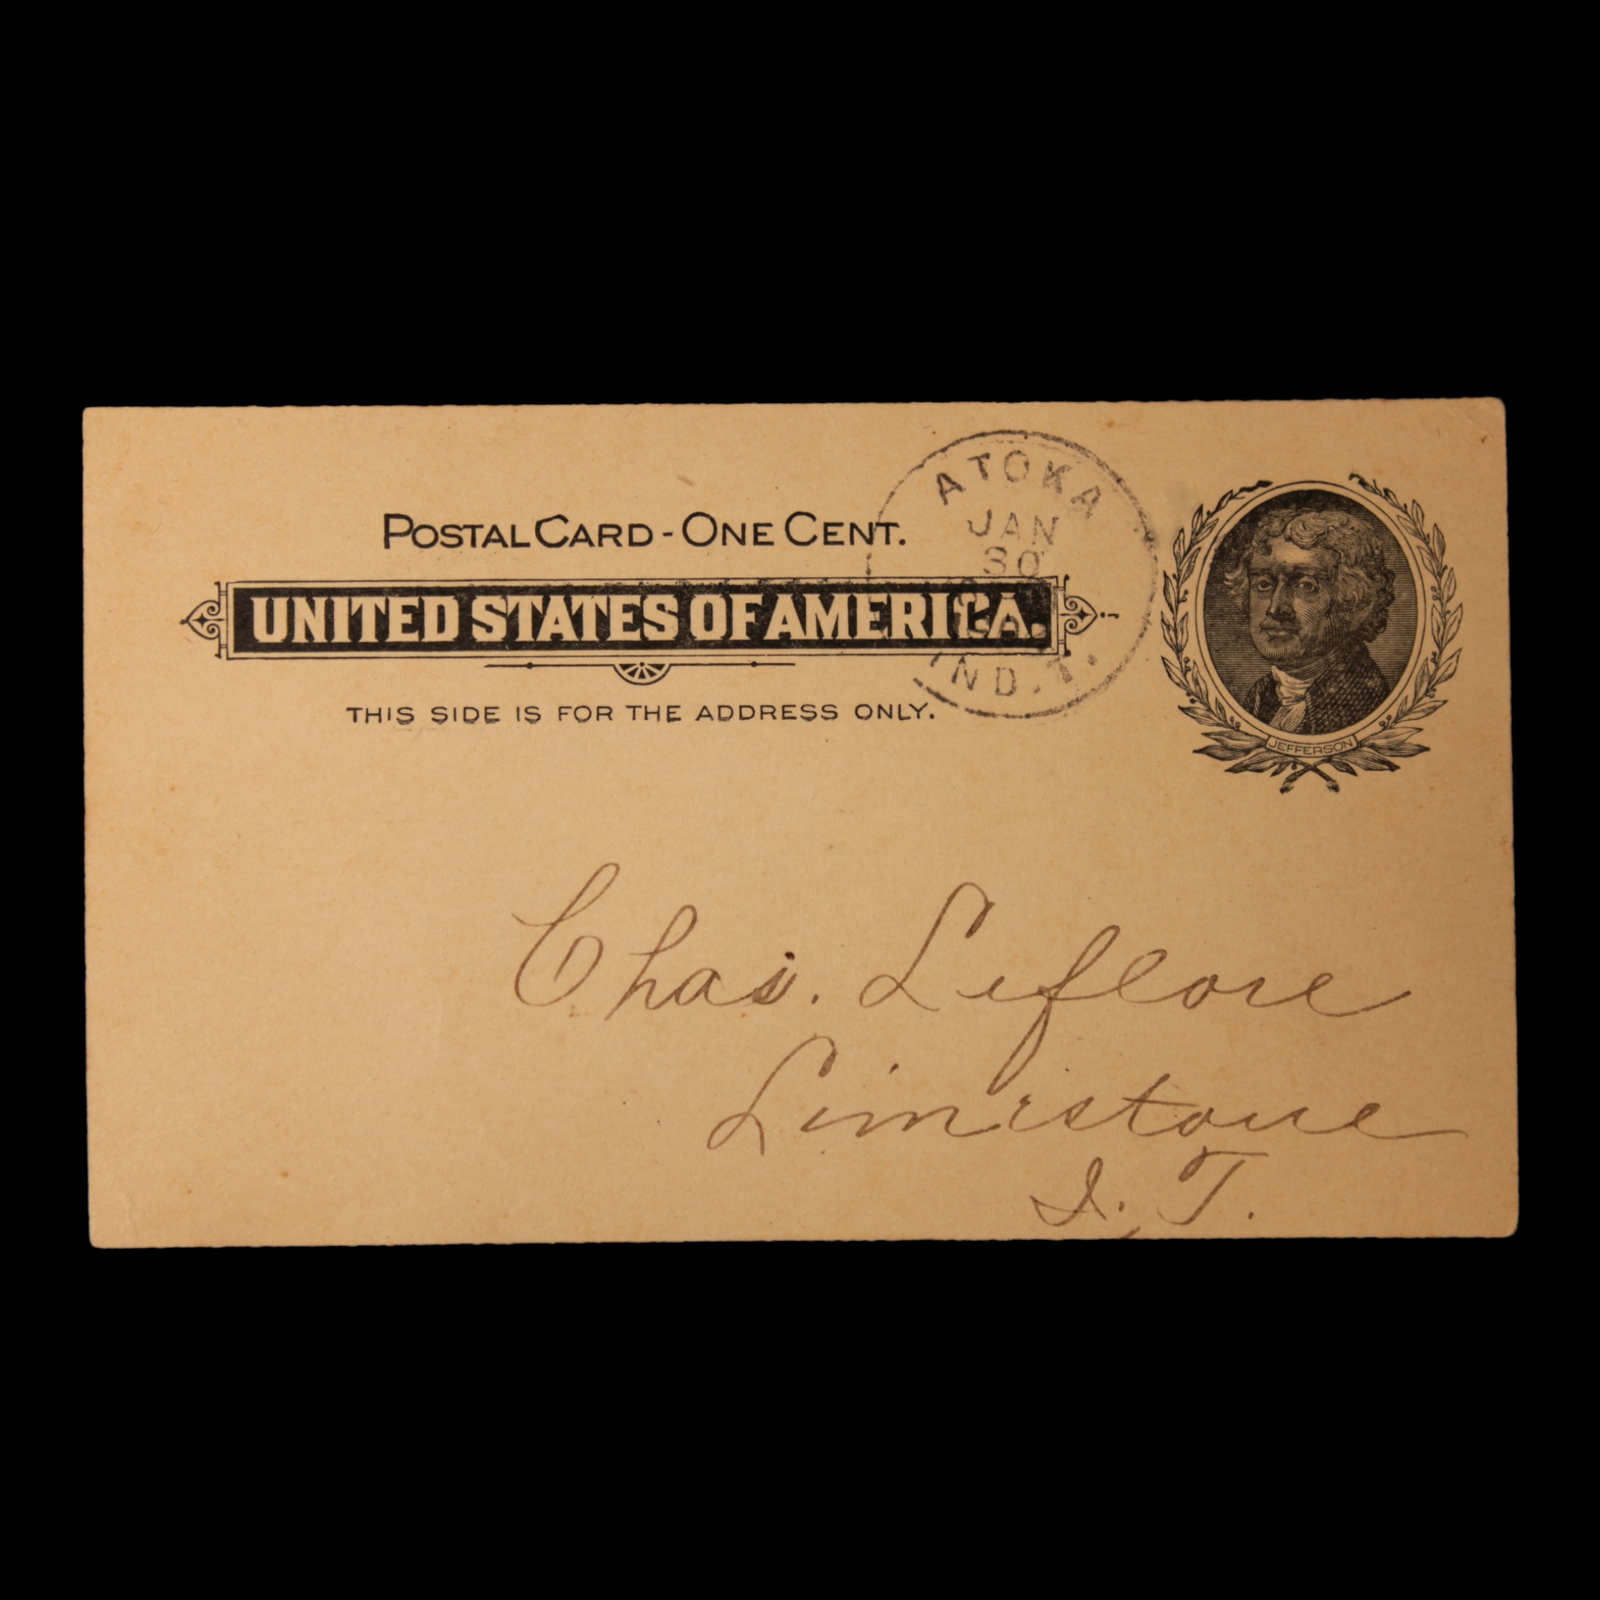 POSTAL CARD - ONE CENT.
UNITED STATES OF AMERICA.
THIS SIDE IS FOR THE ADDRESS ONLY.
ATOKA
JAN
30
IND. T.
JEFFERSON
Chas. Leflore
Limestone
I. T.